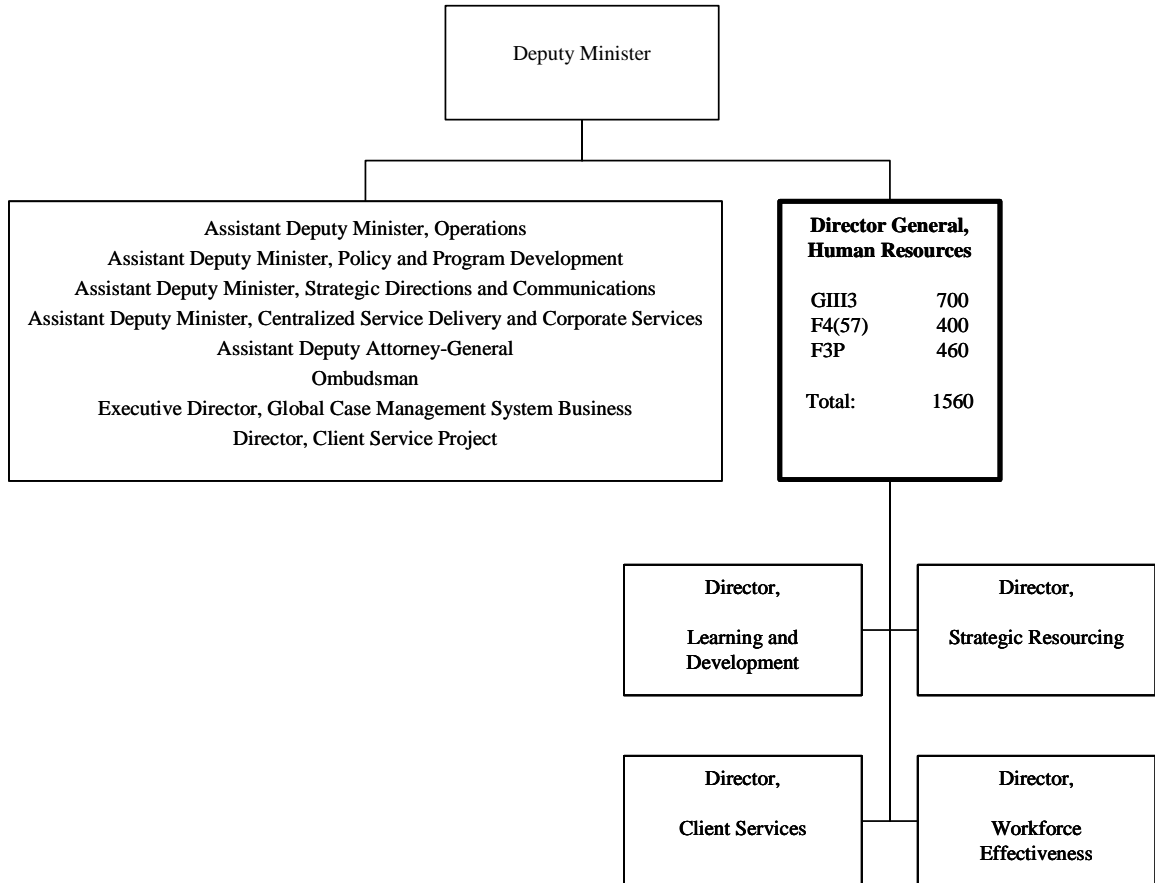 Deputy Minister
Assistant Deputy Minister, Operations
Assistant Deputy Minister, Policy and Program Development
Assistant Deputy Minister, Strategic Directions and Communications
Assistant Deputy Minister, Centralized Service Delivery and Corporate Services
Assistant Deputy Attorney-General
Ombudsman
Executive Director, Global Case Management System Business
Director, Client Service Project
Director General,
Human Resources
GIII3 700
F4(57) 400
F3P 460
Total: 1560
Director,
Learning and
Development
Director,
Strategic Resourcing
Director,
Client Services
Director,
Workforce
Effectiveness